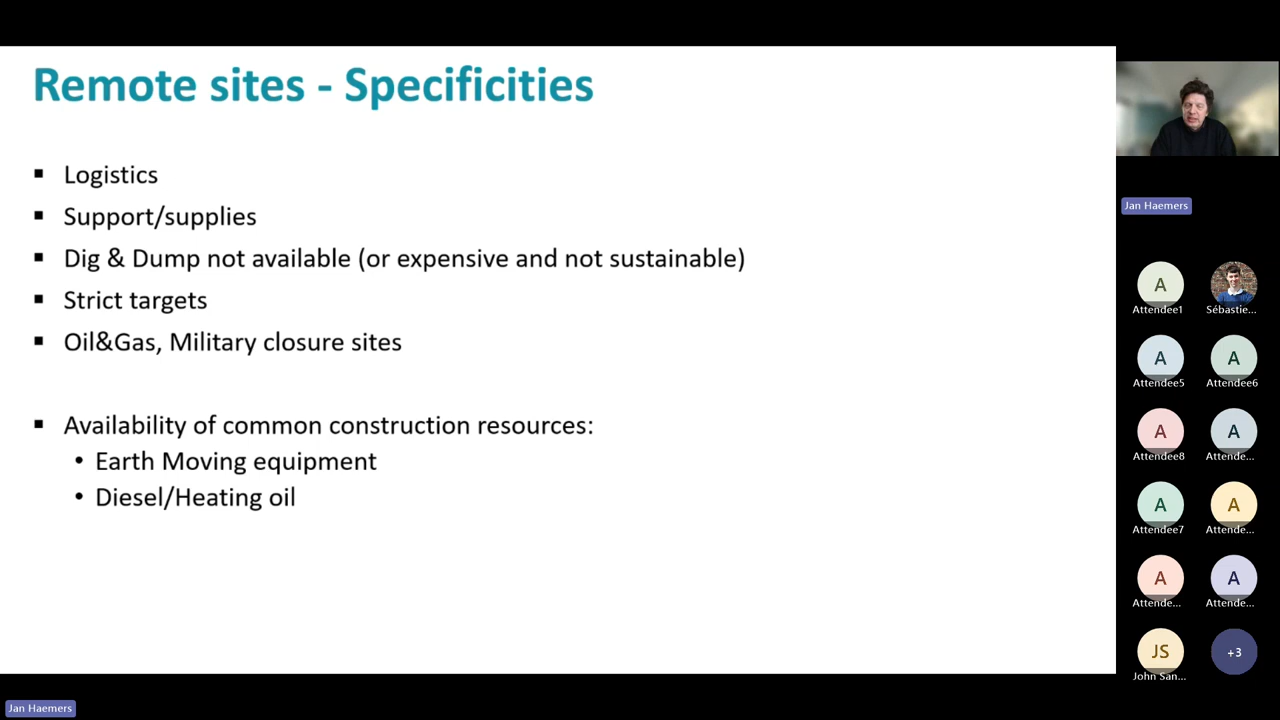 Remote sites - Specificities
▪ Logistics
▪ Support/supplies
▪ Dig & Dump not available (or expensive and not sustainable)
▪ Strict targets
▪ Oil&Gas, Military closure sites
▪ Availability of common construction resources:
• Earth Moving equipment
• Diesel/Heating oil
Jan Haemers
A
Attendee1
Sébastie...
A
A
Attendee5
Attendee6
A
A
Attendee8
Attende...
A
A
Attendee7
Attende...
A
A
Attende...
Attende...
JS
+3
John San...
Jan Haemers